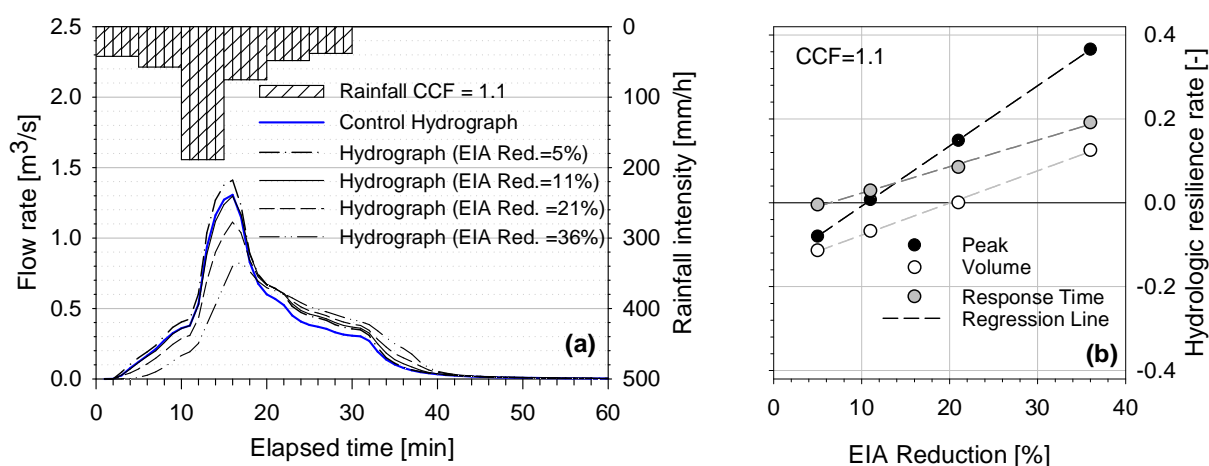 2.5
2.0
1.5
1.0
0.5
0.0
Flow rate [m³/s]
0
100
200
300
400
500
Rainfall intensity [mm/h]
Rainfall CCF = 1.1
Control Hydrograph
Hydrograph (EIA Red.=5%)
Hydrograph (EIA Red.=11%)
Hydrograph (EIA Red. =21%)
Hydrograph (EIA Red. =36%)
(a)
0 10 20 30 40 50 60
Elapsed time [min]
CCF=1.1
0.4
0.2
0.0
-0.2
-0.4
Hydrologic resilience rate [-]
Peak
Volume
Response Time
Regression Line
(b)
0 10 20 30 40
EIA Reduction [%]